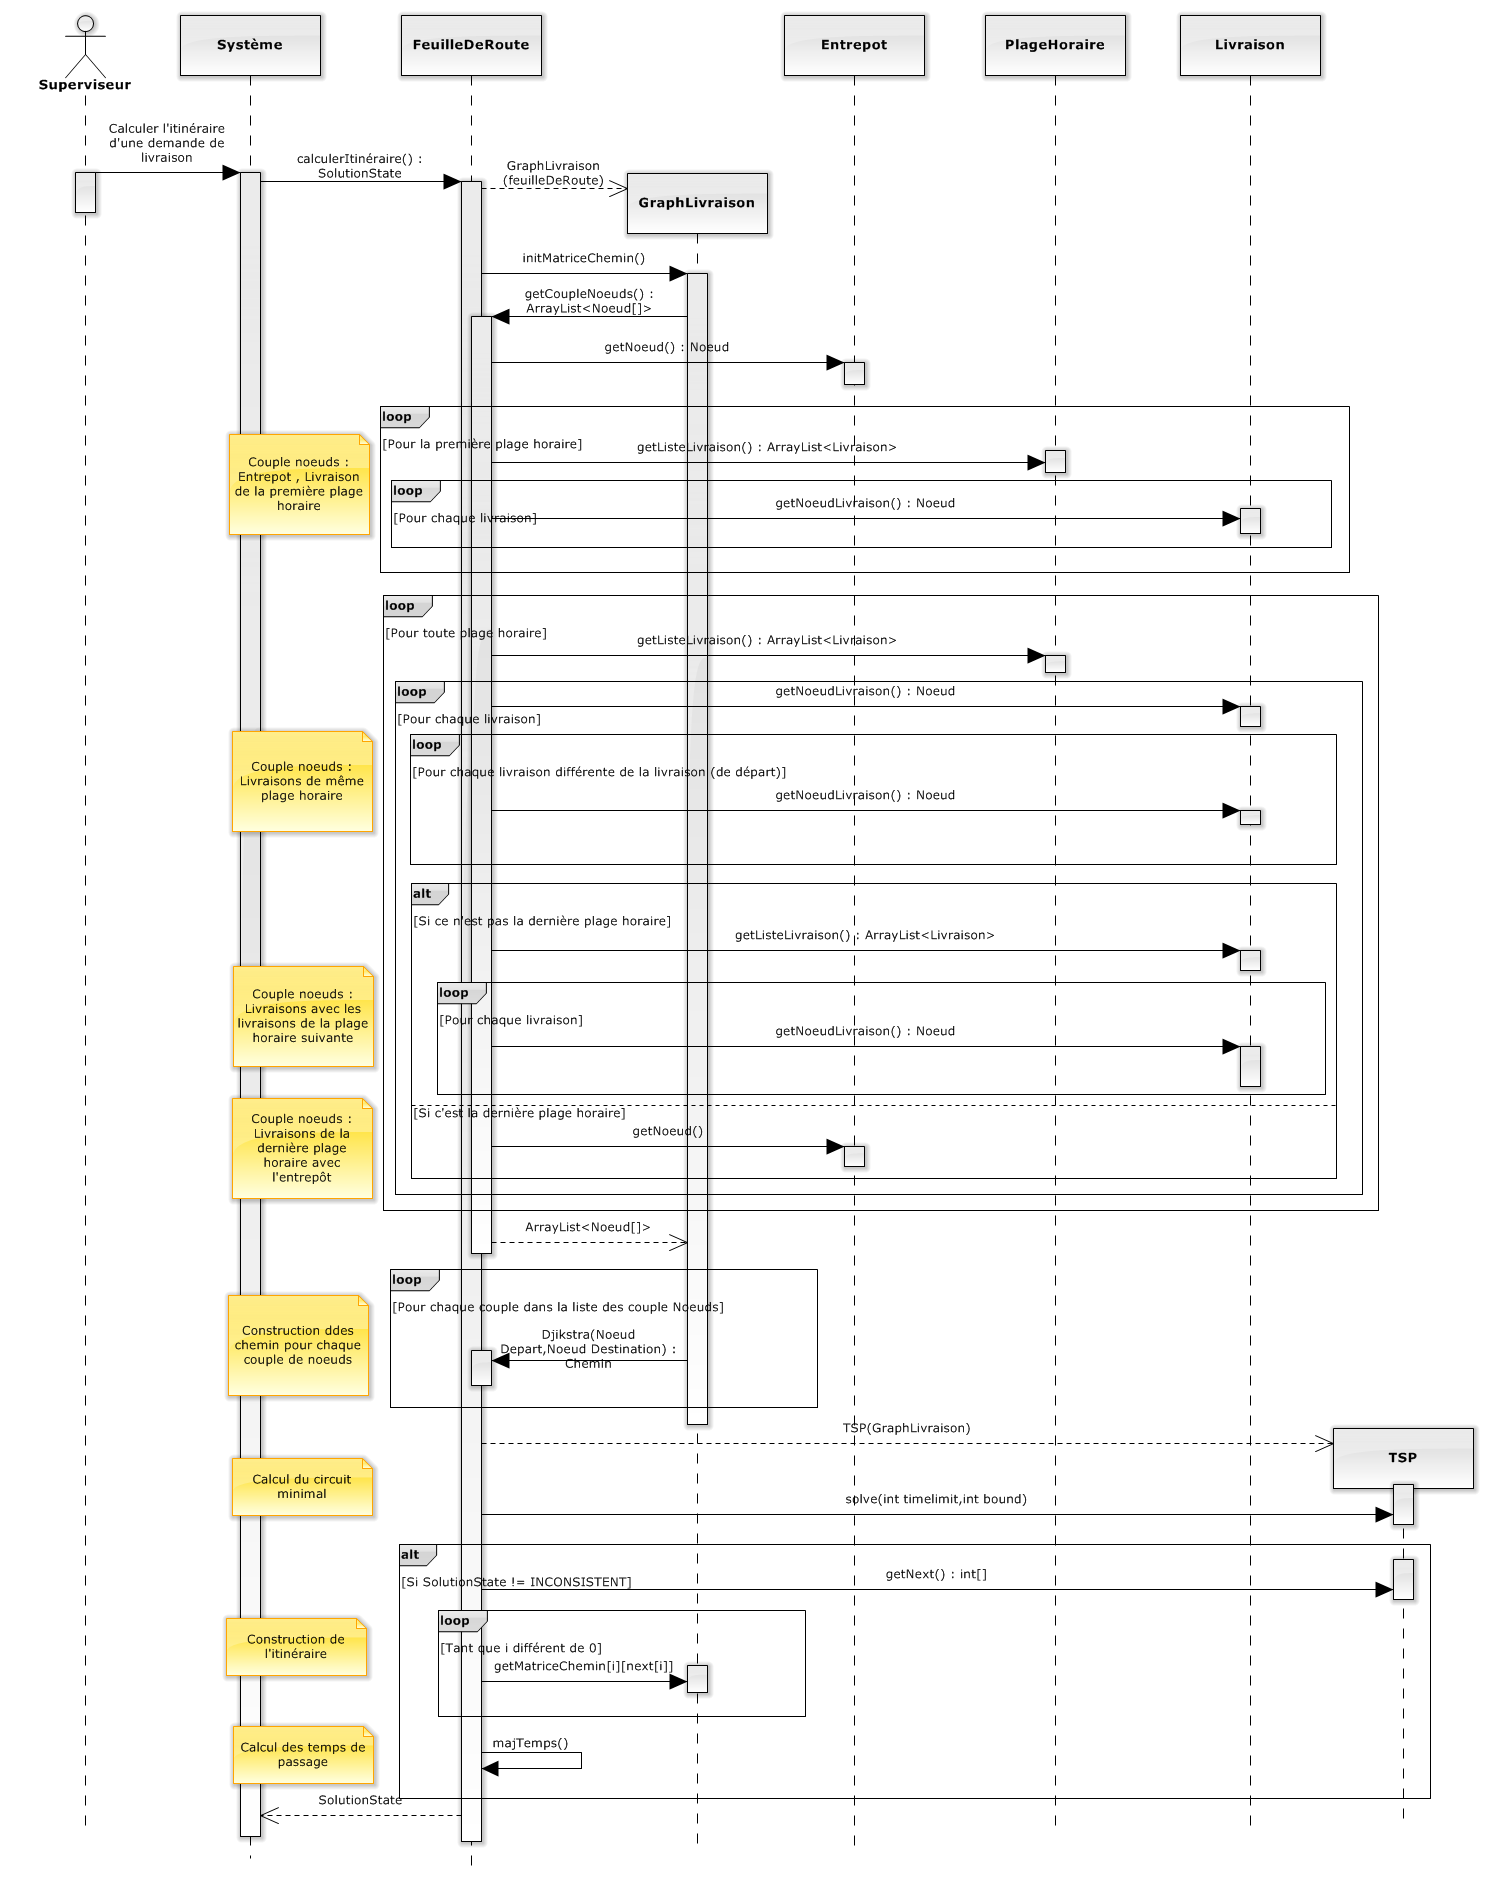 Superviseur
Système
FeuilleDeRoute
Entrepot
PlageHoraire
Livraison
Calculer l'itinéraire
d'une demande de
livraison
calculerItinéraire() :
SolutionState
GraphLivraison
(feuilleDeRoute)
GraphLivraison
initMatriceChemin()
getCoupleNoeuds() :
ArrayList<Noeud[]>
getNoeud() : Noeud
loop
[Pour la première plage horaire]
getListeLivraison() : ArrayList<Livraison>
Couple noeuds :
Entrepot , Livraison
de la première plage
horaire
loop
[Pour chaque livraison]
getNoeudLivraison() : Noeud
loop
[Pour toute plage horaire]
getListeLivraison() : ArrayList<Livraison>
loop
getNoeudLivraison() : Noeud
[Pour chaque livraison]
Couple noeuds :
Livraisons de même
plage horaire
loop
[Pour chaque livraison différente de la livraison (de départ)]
getNoeudLivraison() : Noeud
alt
[Si ce n'est pas la dernière plage horaire]
getListeLivraison() : ArrayList<Livraison>
Couple noeuds :
Livraisons avec les
livraisons de la plage
horaire suivante
loop
[Pour chaque livraison]
getNoeudLivraison() : Noeud
Couple noeuds :
Livraisons de la
dernière plage
horaire avec
l'entrepôt
[Si c'est la dernière plage horaire]
getNoeud()
ArrayList<Noeud[]>
loop
[Pour chaque couple dans la liste des couple Noeuds]
Construction ddes
chemin pour chaque
couple de noeuds
Djikstra(Noeud
Depart,Noeud Destination) :
Chemin
TSP(GraphLivraison)
TSP
Calcul du circuit
minimal
solve(int timelimit,int bound)
alt
[Si SolutionState != INCONSISTENT]
getNext() : int[]
Construction de
l'itinéraire
loop
[Tant que i différent de 0]
getMatriceChemin[i][next[i]]
Calcul des temps de
passage
majTemps()
SolutionState